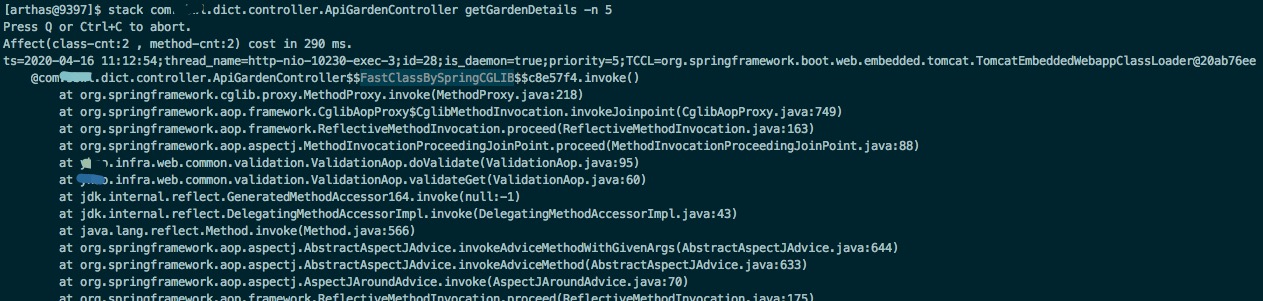 [arthas@9397]$ stack com. .dict.controller.ApiGardenController getGardenDetails -n 5
Press Q or Ctrl+C to abort.
Affect(class-cnt:2 , method-cnt:2) cost in 290 ms.
ts=2020-04-16 11:12:54;thread_name=http-nio-10230-exec-3;id=28;is_daemon=true;priority=5;TCCL=org.springframework.boot.web.embedded.tomcat.TomcatEmbeddedWebappClassLoader@20ab76ee
@com .dict.controller.ApiGardenController$$FastClassBySpringCGLIB$$c8e57f4.invoke()
at org.springframework.cglib.proxy.MethodProxy.invoke(MethodProxy.java:218)
at org.springframework.aop.framework.CglibAopProxy$CglibMethodInvocation.invokeJoinpoint(CglibAopProxy.java:749)
at org.springframework.aop.framework.ReflectiveMethodInvocation.proceed(ReflectiveMethodInvocation.java:163)
at org.springframework.aop.aspectj.MethodInvocationProceedingJoinPoint.proceed(MethodInvocationProceedingJoinPoint.java:88)
at .infra.web.common.validation.ValidationAop.doValidate(ValidationAop.java:95)
at .infra.web.common.validation.ValidationAop.validateGet(ValidationAop.java:60)
at jdk.internal.reflect.GeneratedMethodAccessor164.invoke(null:-1)
at jdk.internal.reflect.DelegatingMethodAccessorImpl.invoke(DelegatingMethodAccessorImpl.java:43)
at java.lang.reflect.Method.invoke(Method.java:566)
at org.springframework.aop.aspectj.AbstractAspectJAdvice.invokeAdviceMethodWithGivenArgs(AbstractAspectJAdvice.java:644)
at org.springframework.aop.aspectj.AbstractAspectJAdvice.invokeAdviceMethod(AbstractAspectJAdvice.java:633)
at org.springframework.aop.aspectj.AspectJAroundAdvice.invoke(AspectJAroundAdvice.java:70)
at org.springframework.aop.framework.ReflectiveMethodInvocation.proceed(ReflectiveMethodInvocation.java:175)